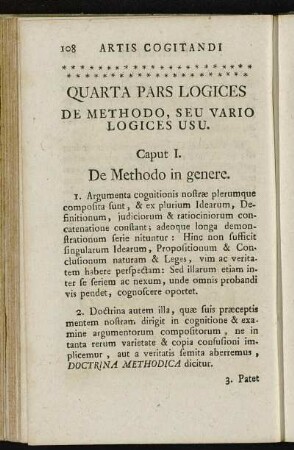 108 ARTIS COGITANDI
QUARTA PARS LOGICES
DE METHODO, SEU VARIO
LOGICES USU.
Caput I.
De Methodo in genere.
1. Argumenta cognitionis nostræ plerumque
composita sunt, & ex plurium Idearum, De-
finitionum, judiciorum & ratiociniorum con-
catenatione constant; adeoque longa demon-
strationum serie nituntur: Hinc non sufficit
singularum Idearum, Propositionum & Con-
clusionum naturam & Leges, vim ac verita-
tem habere perspectam: Sed illarum etiam in-
ter se seriem ac nexum, unde omnis probandi
vis pendet, cognoscere oportet.
2. Doctrina autem illa, quæ suis præceptis
mentem nostram dirigit in cognitione & exa-
mine argumentorum compositorum, ne in
tanta rerum varietate & copia confusioni im-
plicemur, aut a veritatis semita aberremus,
DOCTRINA METHODICA dicitur.
3. Patet